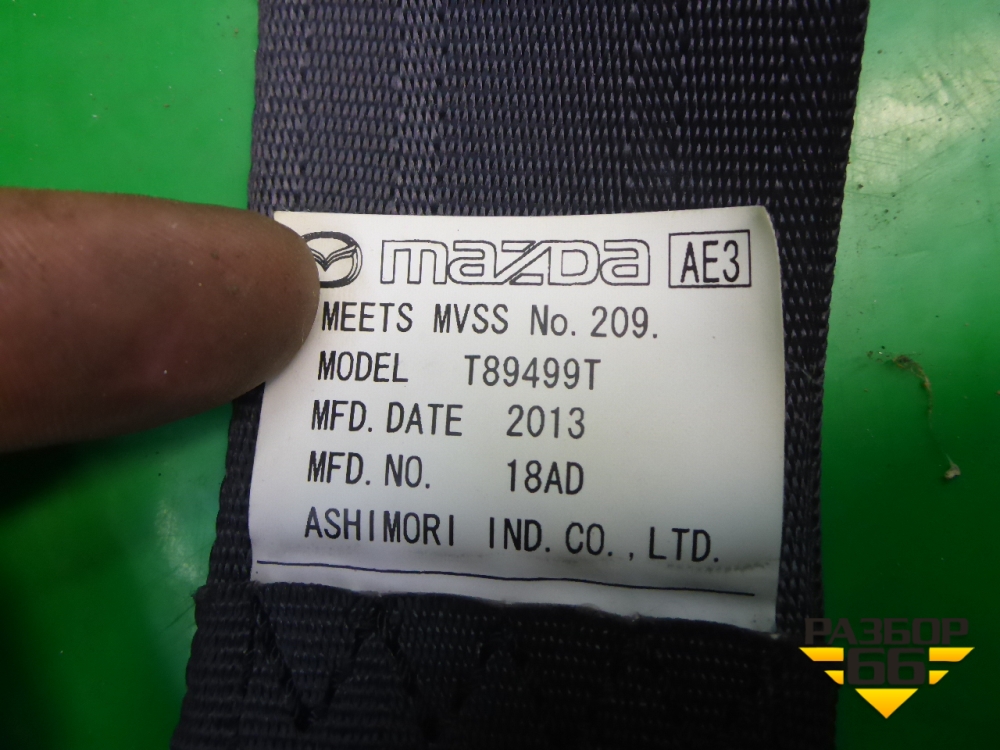 mazda AE3
MEETS MVSS No. 209.
MODEL T89499T
MFD. DATE 2013
MFD. NO. 18AD
ASHIMORI IND. CO., LTD.
РАЗБОР
66